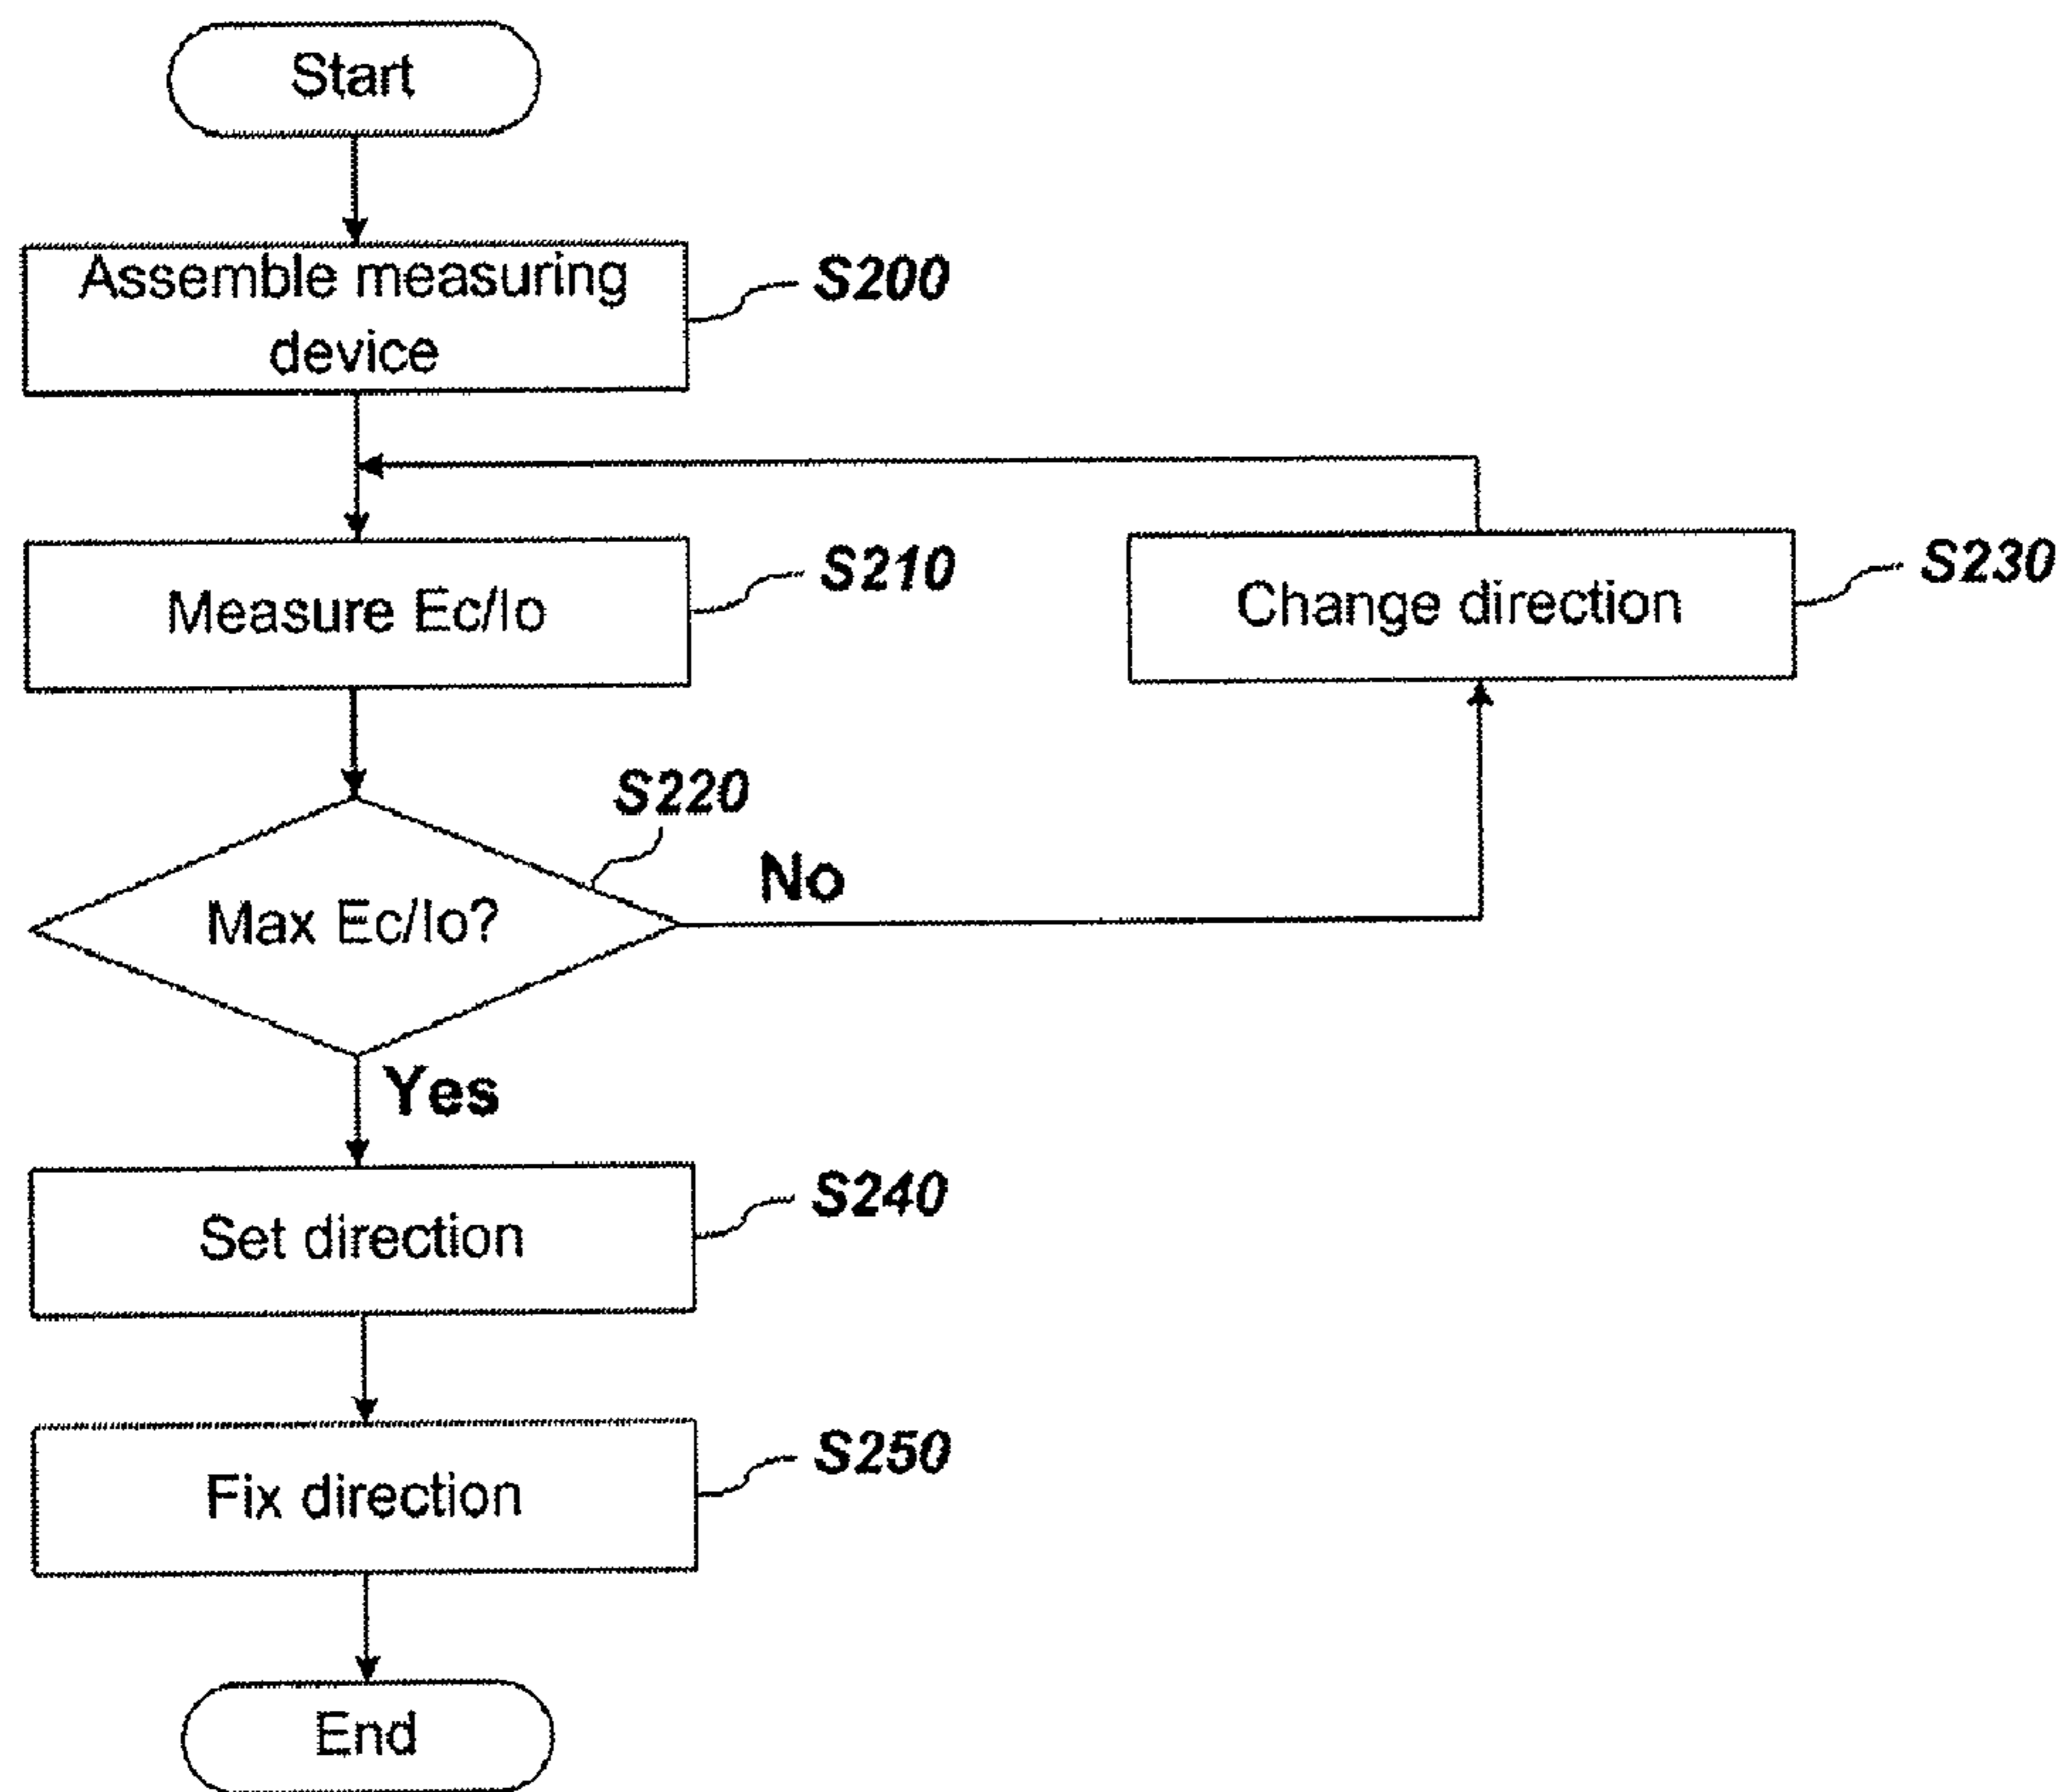 Start
Assemble measuring
device
S200
Measure Ec/Io
S210
Change direction
S230
S220
Max Ec/Io?
No
Yes
Set direction
S240
Fix direction
S250
End